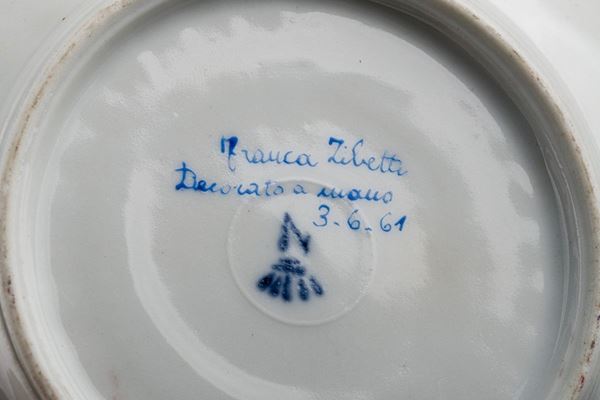 Franca Zibetti
Decorato a mano
3-6-61
N